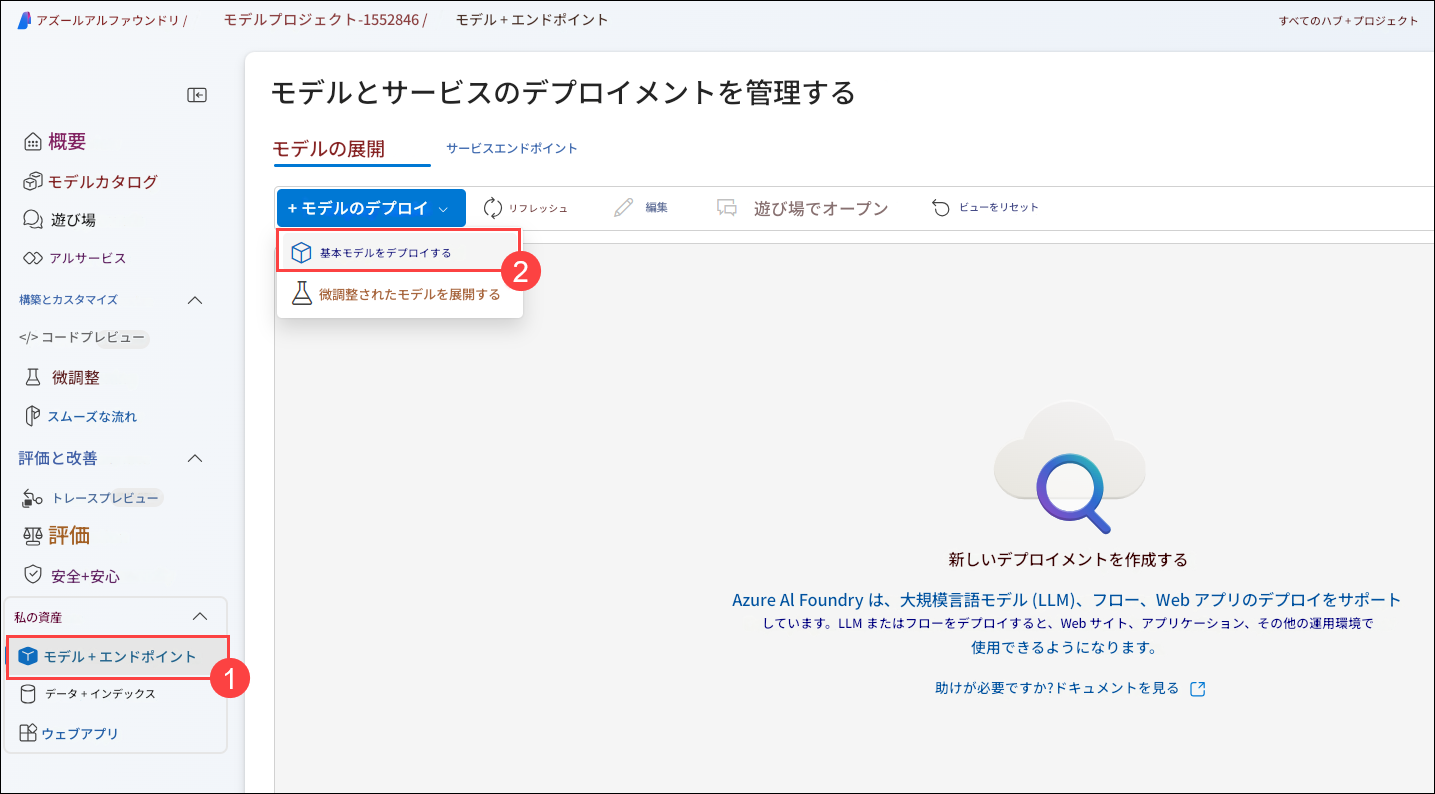 アズールアルファウンドリ /
モデルプロジェクト-1552846 /
モデル + エンドポイント
すべてのハブ + プロジェクト
概要
モデルカタログ
遊び場
アルサービス
構築とカスタマイズ
</> コードプレビュー
微調整
スムーズな流れ
評価と改善
トレースプレビュー
評価
安全+安心
私の資産
モデル + エンドポイント
1
データ + インデックス
ウェブアプリ
モデルとサービスのデプロイメントを管理する
モデルの展開
サービスエンドポイント
+ モデルのデプロイ
リフレッシュ
編集
遊び場でオープン
ビューをリセット
基本モデルをデプロイする
2
微調整されたモデルを展開する
新しいデプロイメントを作成する
Azure Al Foundry は、大規模言語モデル (LLM)、フロー、Web アプリのデプロイをサポート
しています。LLM またはフローをデプロイすると、Web サイト、アプリケーション、その他の運用環境で
使用できるようになります。
助けが必要ですか?ドキュメントを見る